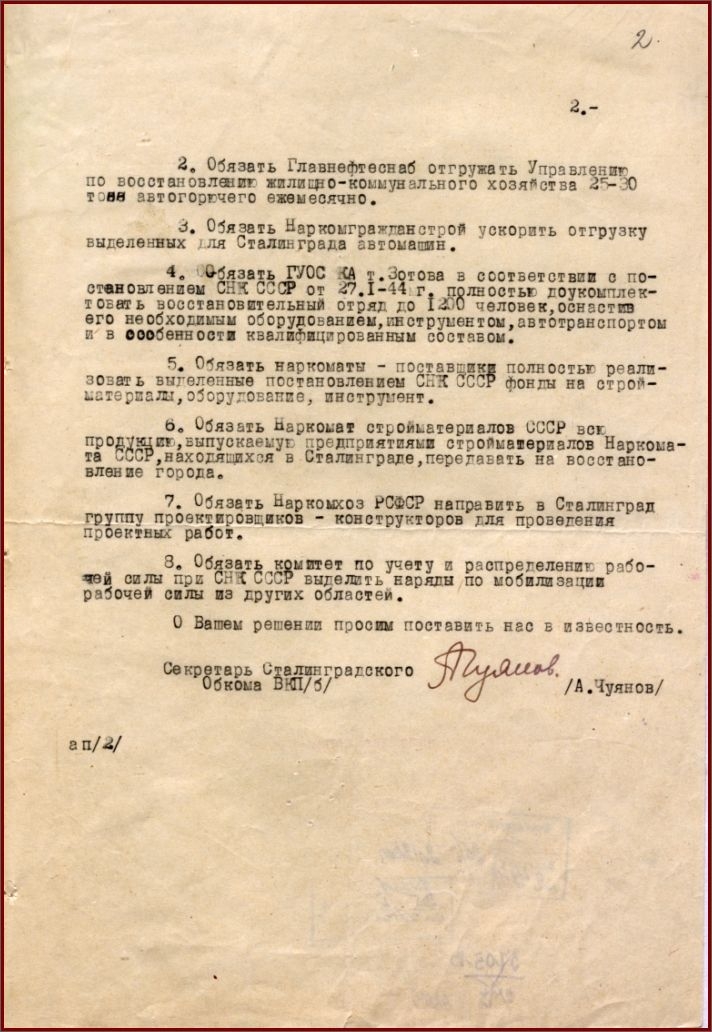 2.
2.-
2. Обязать Главнефтеснаб отгружать Управлению
по восстановлению жилищно-коммунального хозяйства 25-30
тонн автогорючего ежемесячно.
3. Обязать Наркомгражданстрой ускорить отгрузку
выделенных для Сталинграда автомашин.
4. Обязать ГУОС КА т.Зотова в соответствии с по-
становлением СНК СССР от 27.I-44 г. полностью доукомплек-
товать восстановительный отряд до 1200 человек,оснастив
его необходимым оборудованием,инструментом,автотранспортом
и в особенности квалифицированным составом.
5. Обязать наркоматы - поставщики полностью реали-
зовать выделенные постановлением СНК СССР фонды на строй-
материалы,оборудование, инструмент.
6. Обязать Наркомат стройматериалов СССР всю
продукцию,выпускаемую предприятиями стройматериалов Наркома-
та СССР,находящихся в Сталинграде,передавать на восстано-
вление города.
7. Обязать Наркомхоз РСФСР направить в Сталинград
группу проектировщиков - конструкторов для проведения
проектных работ.
8. Обязать комитет по учету и распределению рабо-
чей силы при СНК СССР выделить наряды по мобилизации
рабочей силы из других областей.
О Вашем решении просим поставить нас в известность.
Секретарь Сталинградского
Обкома ВКП/б/
АЧуянов.
/А.Чуянов/
ап/2/